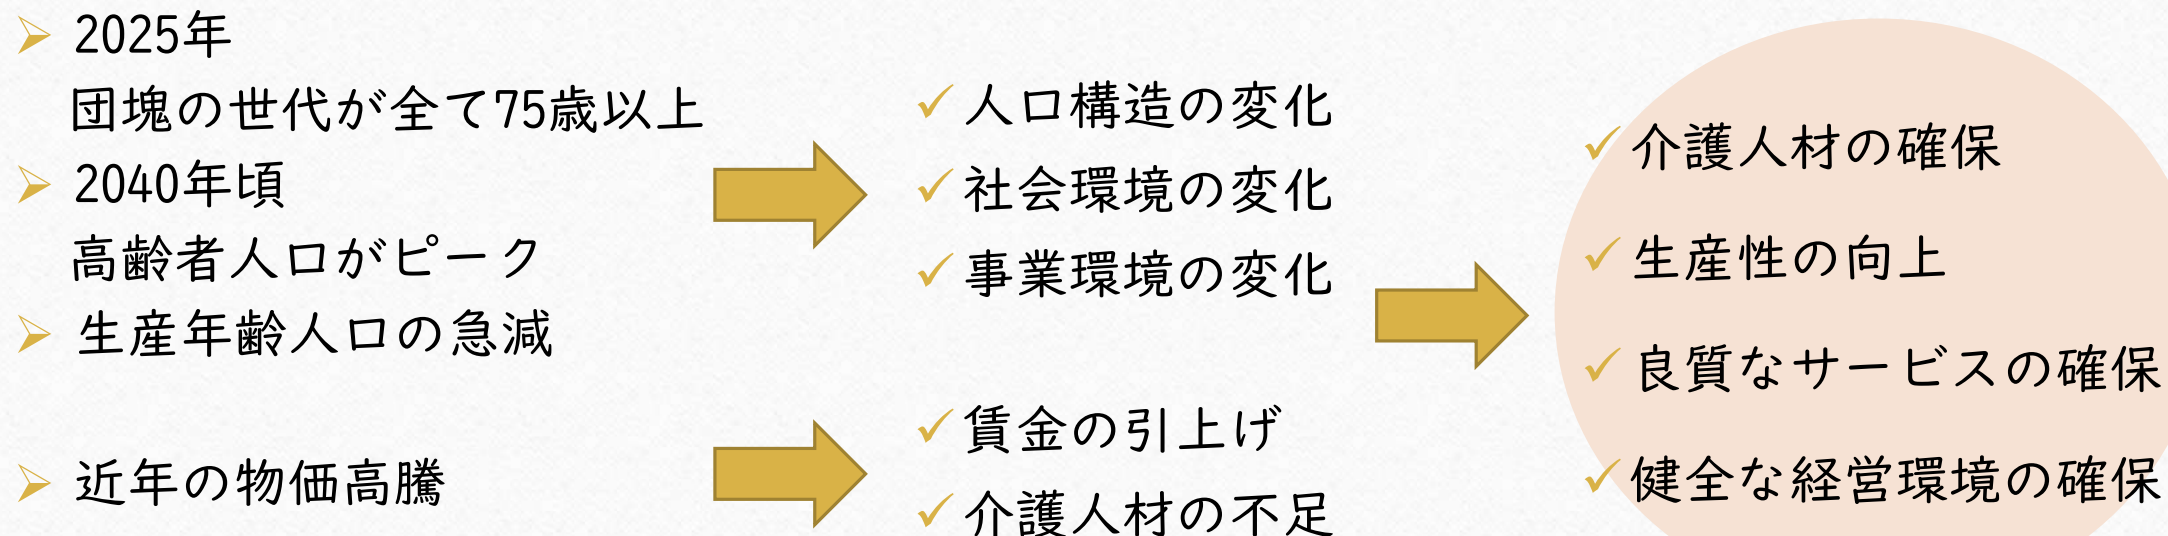 2025年
団塊の世代が全て75歳以上
2040年頃
高齢者人口がピーク
生産年齢人口の急減
近年の物価高騰
人口構造の変化
社会環境の変化
事業環境の変化
賃金の引上げ
介護人材の不足
介護人材の確保
生産性の向上
良質なサービスの確保
健全な経営環境の確保